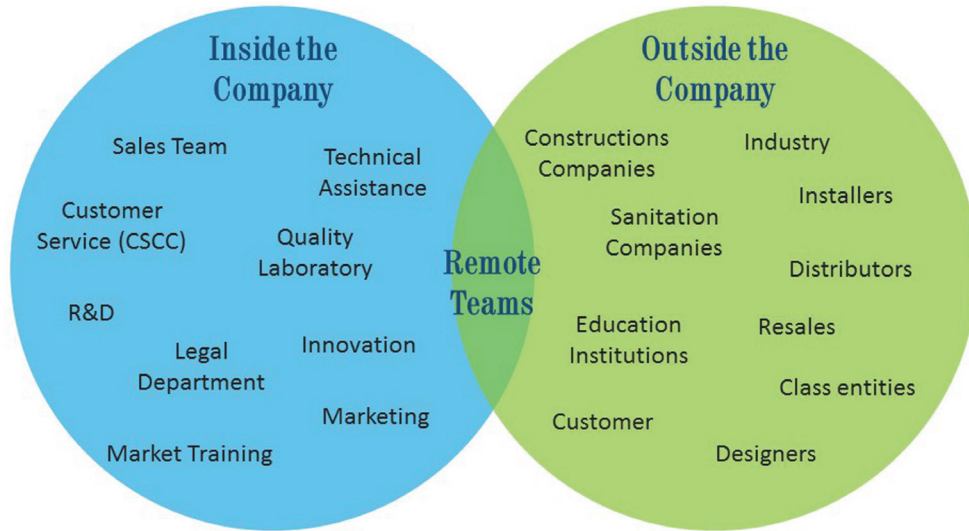 Inside the
Company
Sales Team
Technical
Assistance
Customer
Service (CSCC)
Quality
Laboratory
R&D
Legal
Department
Innovation
Marketing
Market Training
Remote
Teams
Outside the
Company
Constructions
Companies
Industry
Installers
Sanitation
Companies
Distributors
Education
Institutions
Resales
Class entities
Customer
Designers